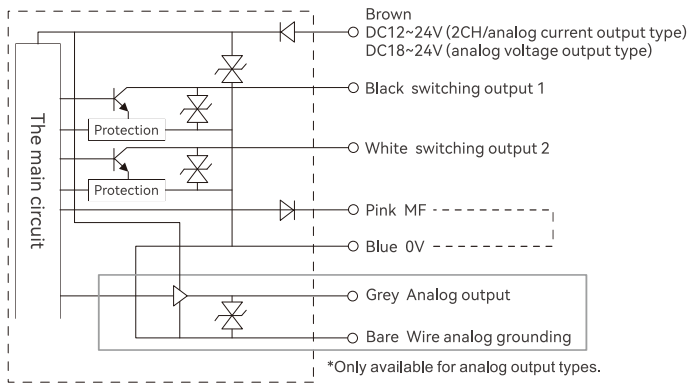 Brown
DC12~24V (2CH/analog current output type)
DC18~24V (analog voltage output type)
Black switching output 1
The main circuit
Protection
White switching output 2
Protection
Pink MF
Blue 0V
Grey Analog output
Bare Wire analog grounding
*Only available for analog output types.